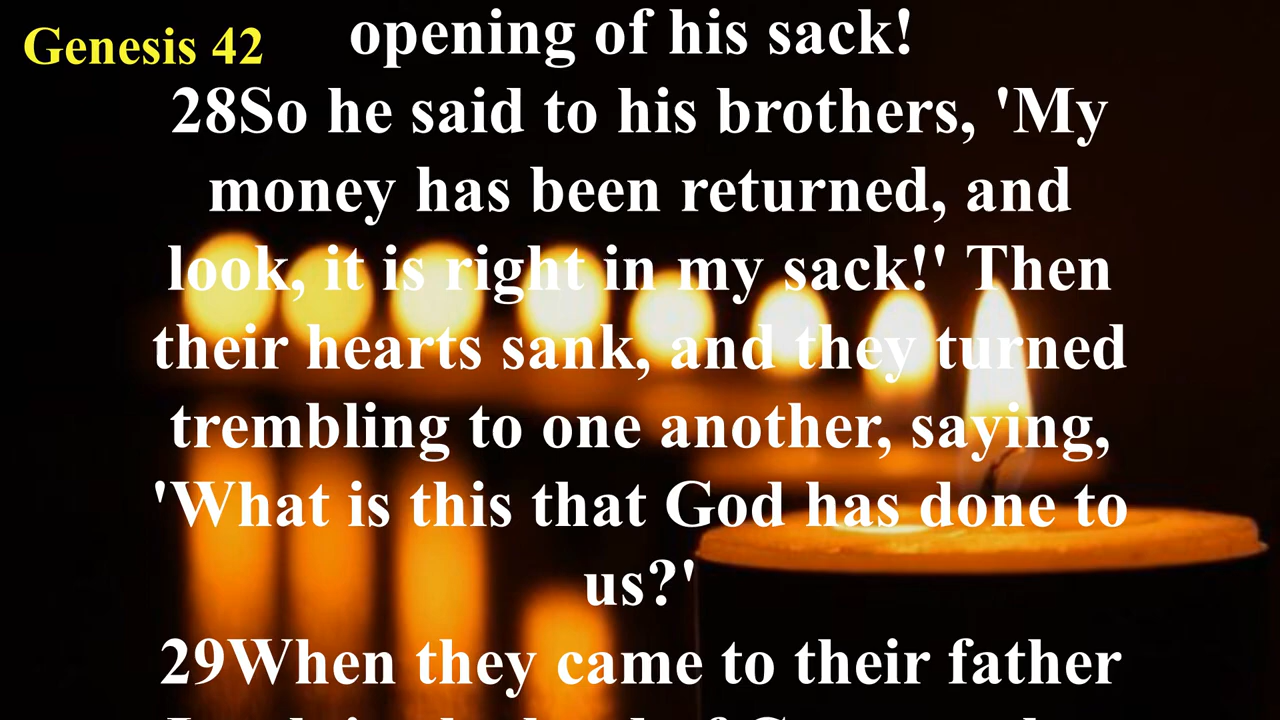 Genesis 42
opening of his sack!
28So he said to his brothers, 'My
money has been returned, and
look, it is right in my sack!' Then
their hearts sank, and they turned
trembling to one another, saying,
'What is this that God has done to
us?'
29When they came to their father